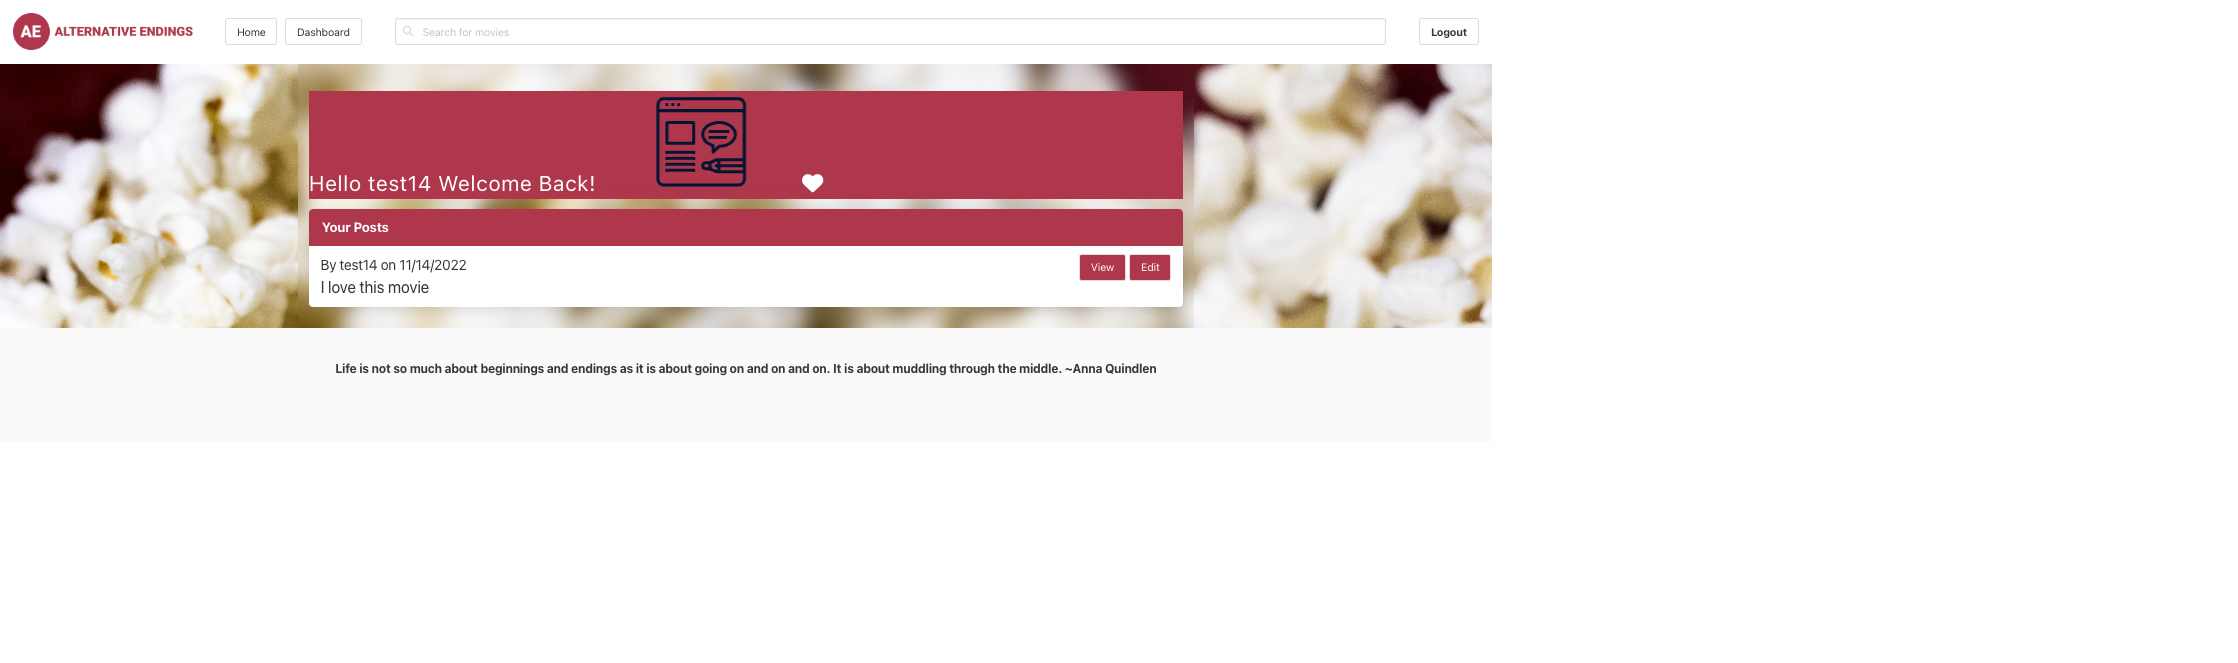 AE ALTERNATIVE ENDINGS
Home
Dashboard
Search for movies
Logout
Hello test14 Welcome Back!
Your Posts
By test14 on 11/14/2022
View
Edit
I love this movie
Life is not so much about beginnings and endings as it is about going on and on and on. It is about muddling through the middle. ~Anna Quindlen